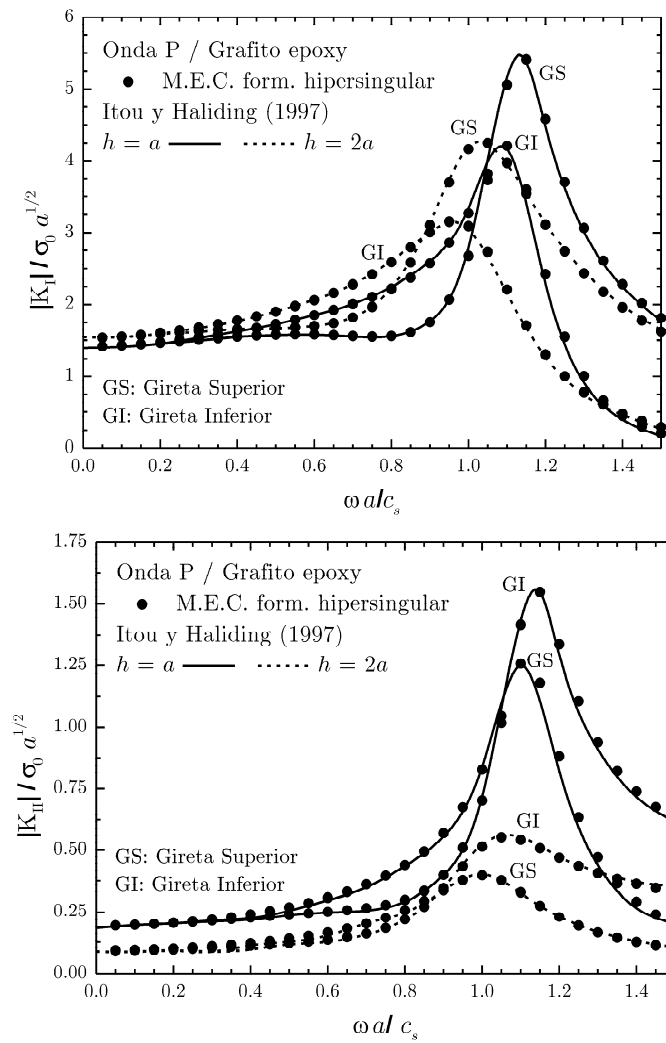 6
5
4
3
2
1
0
|K_I| / σ_0 a^{1/2}
Onda P / Grafito epoxy
M.E.C. form. hipersingular
Itou y Haliding (1997)
h = a h = 2a
GS
GS
GI
GI
GS: Gireta Superior
GI: Gireta Inferior
0.0 0.2 0.4 0.6 0.8 1.0 1.2 1.4
ω a/c_s
1.75
1.50
1.25
1.00
0.75
0.50
0.25
0.00
|K_II| / σ_0 a^{1/2}
Onda P / Grafito epoxy
M.E.C. form. hipersingular
Itou y Haliding (1997)
h = a h = 2a
GI
GS
GI
GS
GS: Gireta Superior
GI: Gireta Inferior
0.0 0.2 0.4 0.6 0.8 1.0 1.2 1.4
ω a/ c_s